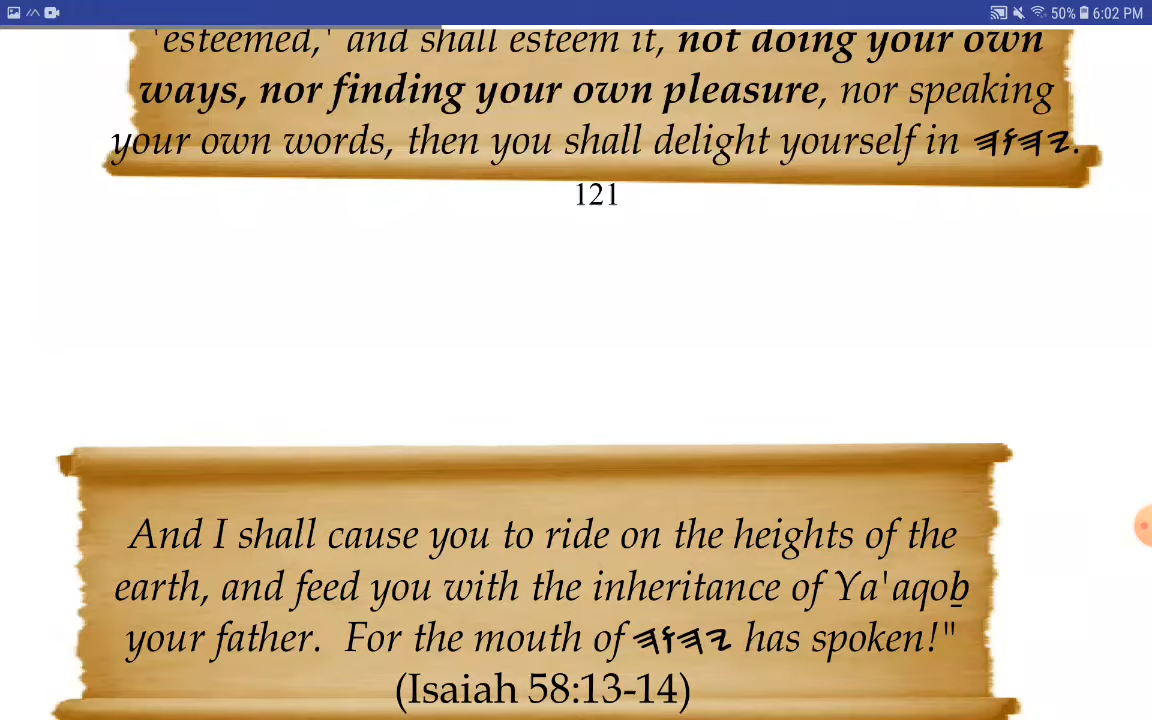 50% 6:02 PM
'esteemed,' and shall esteem it, not doing your own
ways, nor finding your own pleasure, nor speaking
your own words, then you shall delight yourself in 𐤉𐤄𐤅𐤄.
121
And I shall cause you to ride on the heights of the
earth, and feed you with the inheritance of Ya'aqoḇ
your father. For the mouth of 𐤉𐤄𐤅𐤄 has spoken!"
(Isaiah 58:13-14)